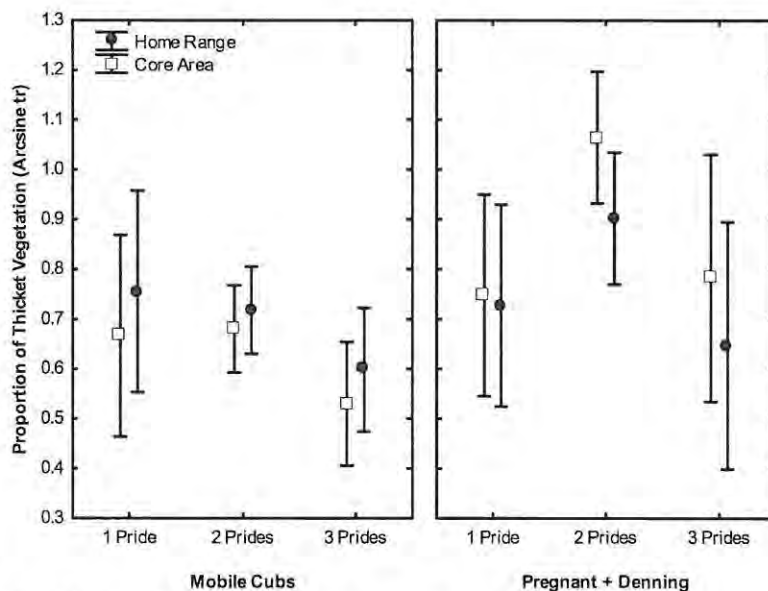 Proportion of Thicket Vegetation (Arcsine tr)
1.3
1.2
1.1
1.0
0.9
0.8
0.7
0.6
0.5
0.4
0.3
Home Range
Core Area
1 Pride
2 Prides
3 Prides
Mobile Cubs
1 Pride
2 Prides
3 Prides
Pregnant + Denning